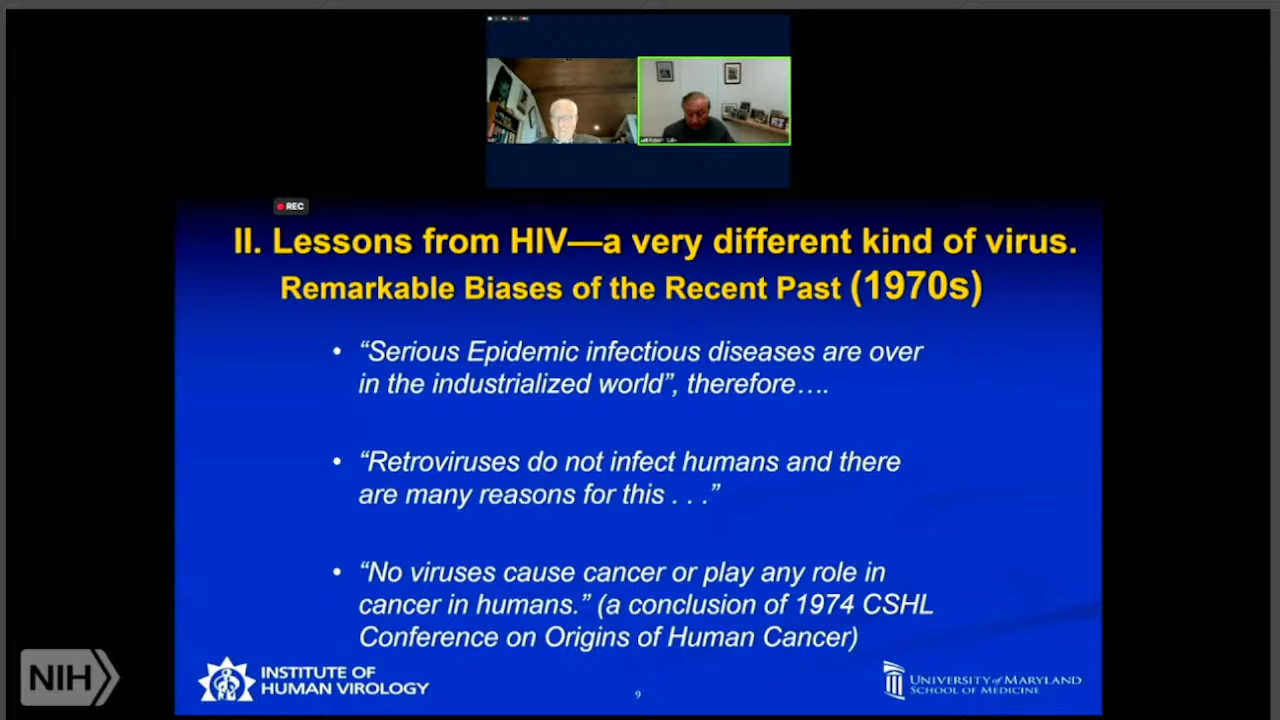 REC
II. Lessons from HIV—a very different kind of virus.
Remarkable Biases of the Recent Past (1970s)
• “Serious Epidemic infectious diseases are over
in the industrialized world”, therefore….
• “Retroviruses do not infect humans and there
are many reasons for this . . .”
• “No viruses cause cancer or play any role in
cancer in humans.” (a conclusion of 1974 CSHL
Conference on Origins of Human Cancer)
NIH
INSTITUTE OF
HUMAN VIROLOGY
9
UNIVERSITY of MARYLAND
SCHOOL OF MEDICINE